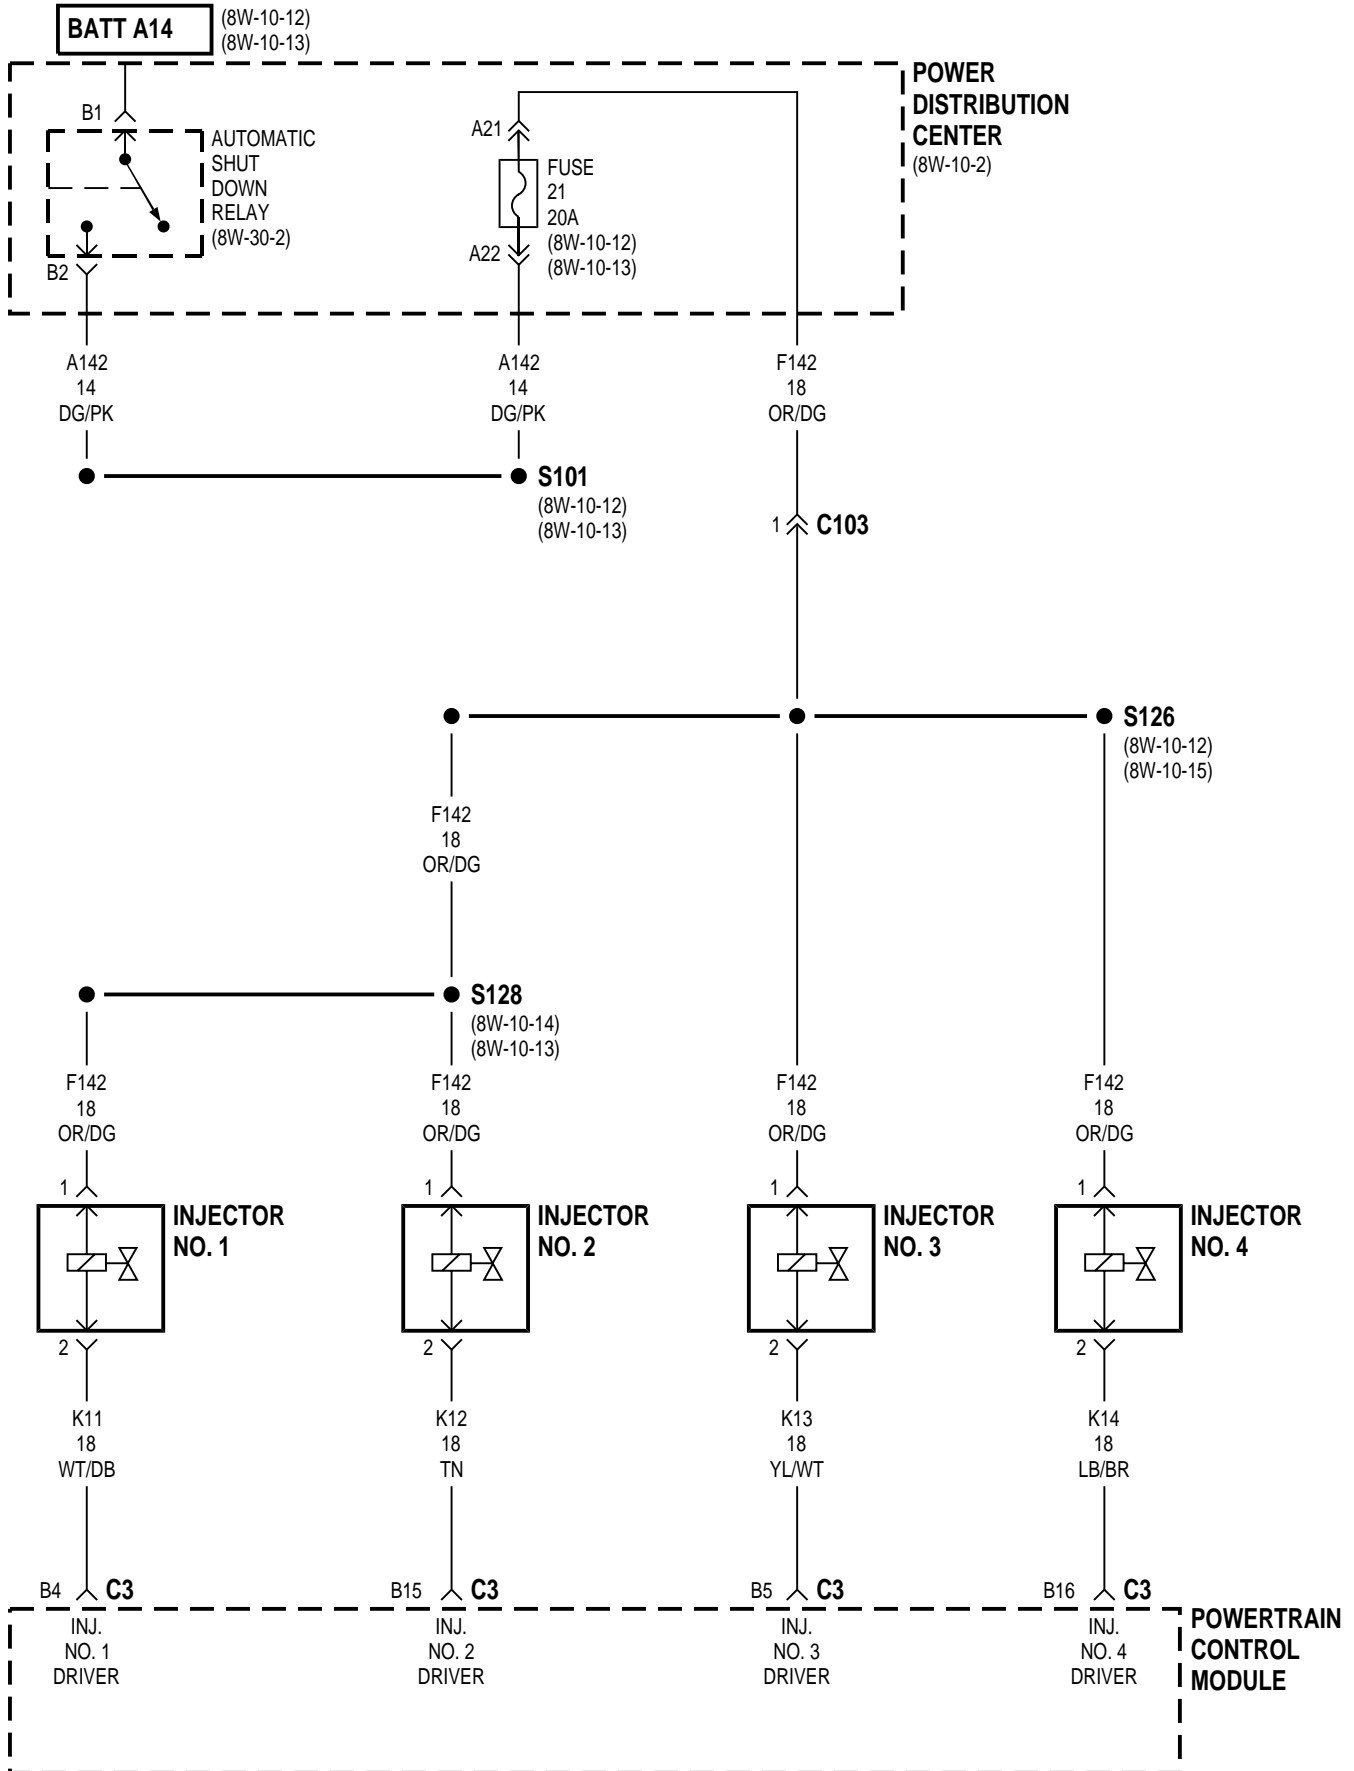 BATT A14
(8W-10-12)
(8W-10-13)
POWER
DISTRIBUTION
CENTER
(8W-10-2)
B1
AUTOMATIC
SHUT
DOWN
RELAY
(8W-30-2)
B2
A21
FUSE
21
20A
(8W-10-12)
(8W-10-13)
A22
A142
14
DG/PK
A142
14
DG/PK
F142
18
OR/DG
S101
(8W-10-12)
(8W-10-13)
1
C103
S126
(8W-10-12)
(8W-10-15)
F142
18
OR/DG
S128
(8W-10-14)
(8W-10-13)
F142
18
OR/DG
F142
18
OR/DG
F142
18
OR/DG
F142
18
OR/DG
1
INJECTOR
NO. 1
2
1
INJECTOR
NO. 2
2
1
INJECTOR
NO. 3
2
1
INJECTOR
NO. 4
2
K11
18
WT/DB
K12
18
TN
K13
18
YL/WT
K14
18
LB/BR
B4
C3
B15
C3
B5
C3
B16
C3
INJ.
NO. 1
DRIVER
INJ.
NO. 2
DRIVER
INJ.
NO. 3
DRIVER
INJ.
NO. 4
DRIVER
POWERTRAIN
CONTROL
MODULE